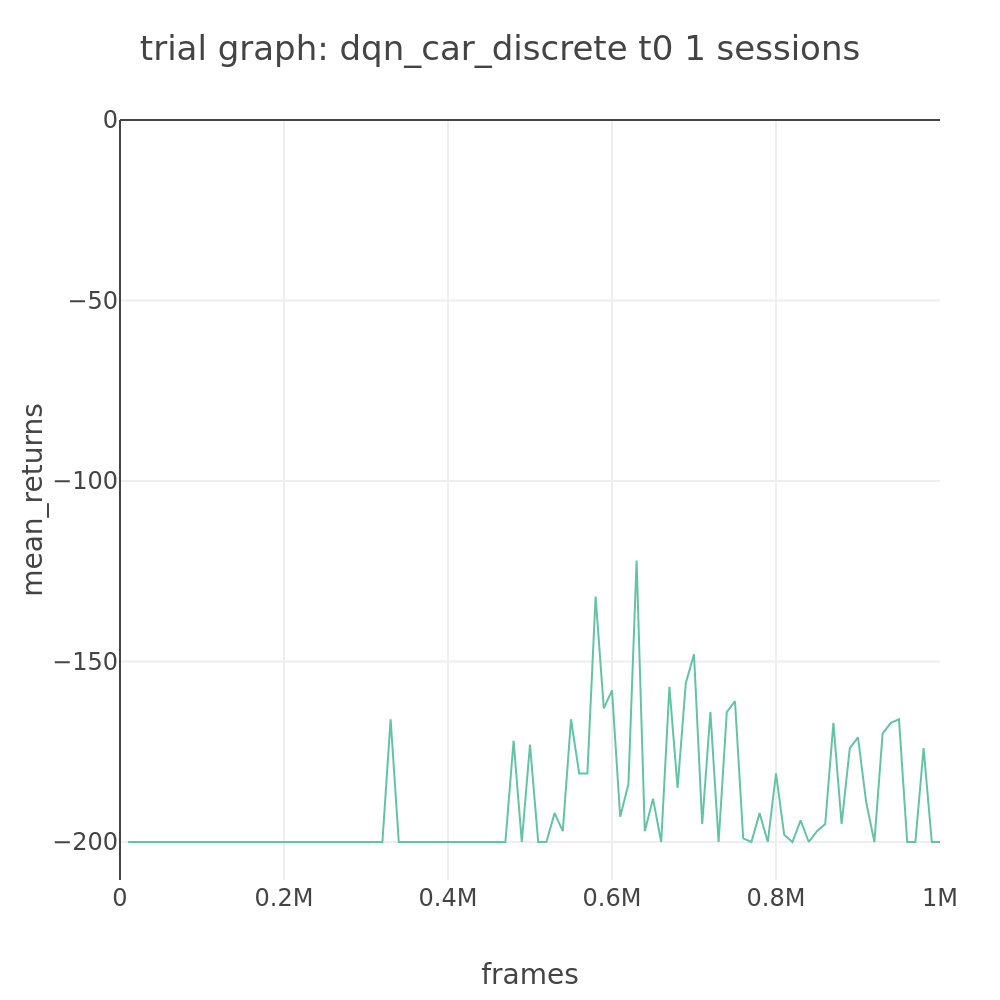 trial graph: dqn_car_discrete t0 1 sessions
0
−50
−100
−150
−200
mean_returns
0
0.2M
0.4M
0.6M
0.8M
1M
frames